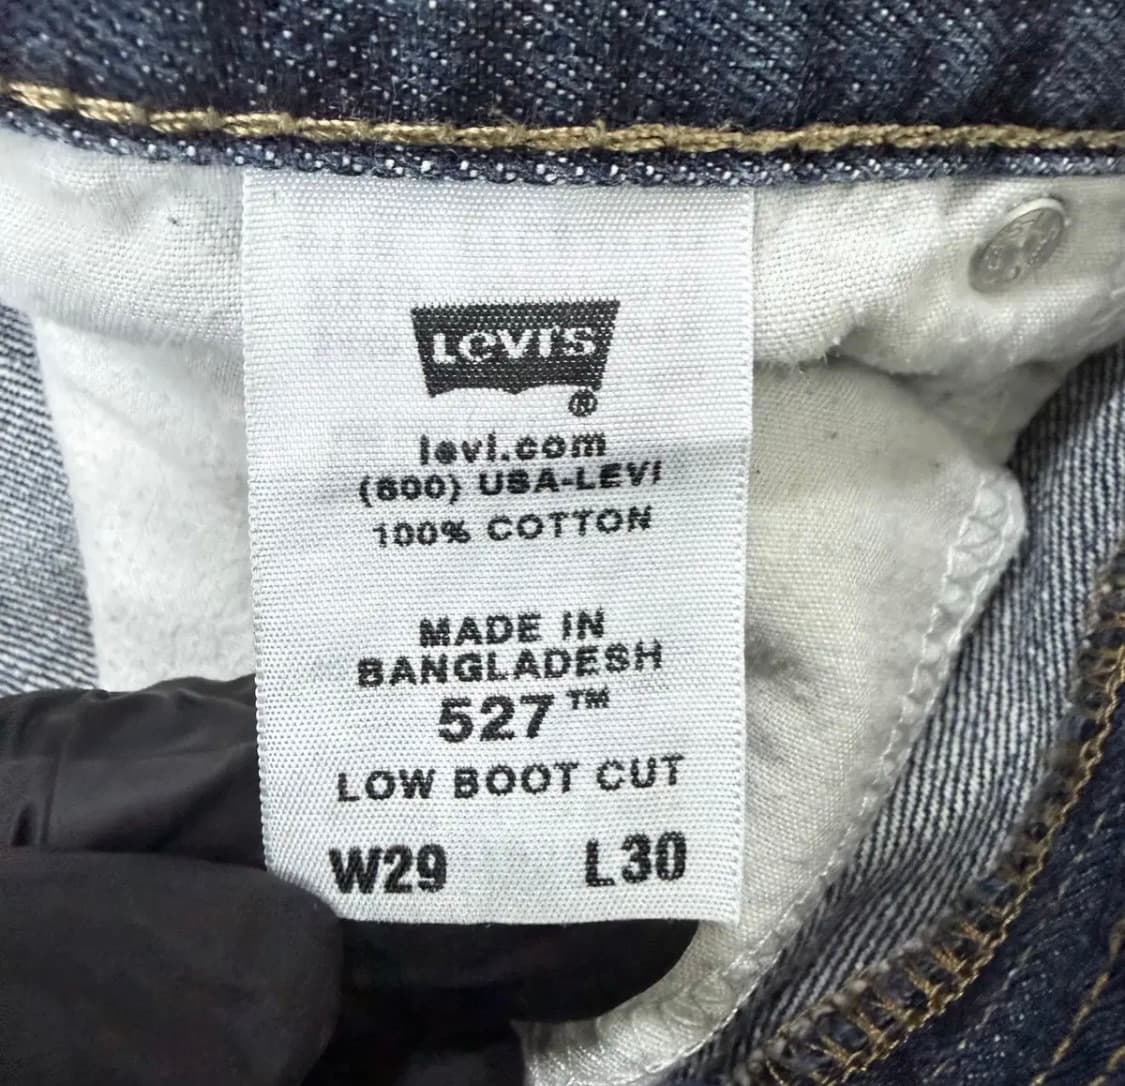 LEVI'S
®
levi.com
(800) USA-LEVI
100% COTTON
MADE IN
BANGLADESH
527™
LOW BOOT CUT
W29 L30